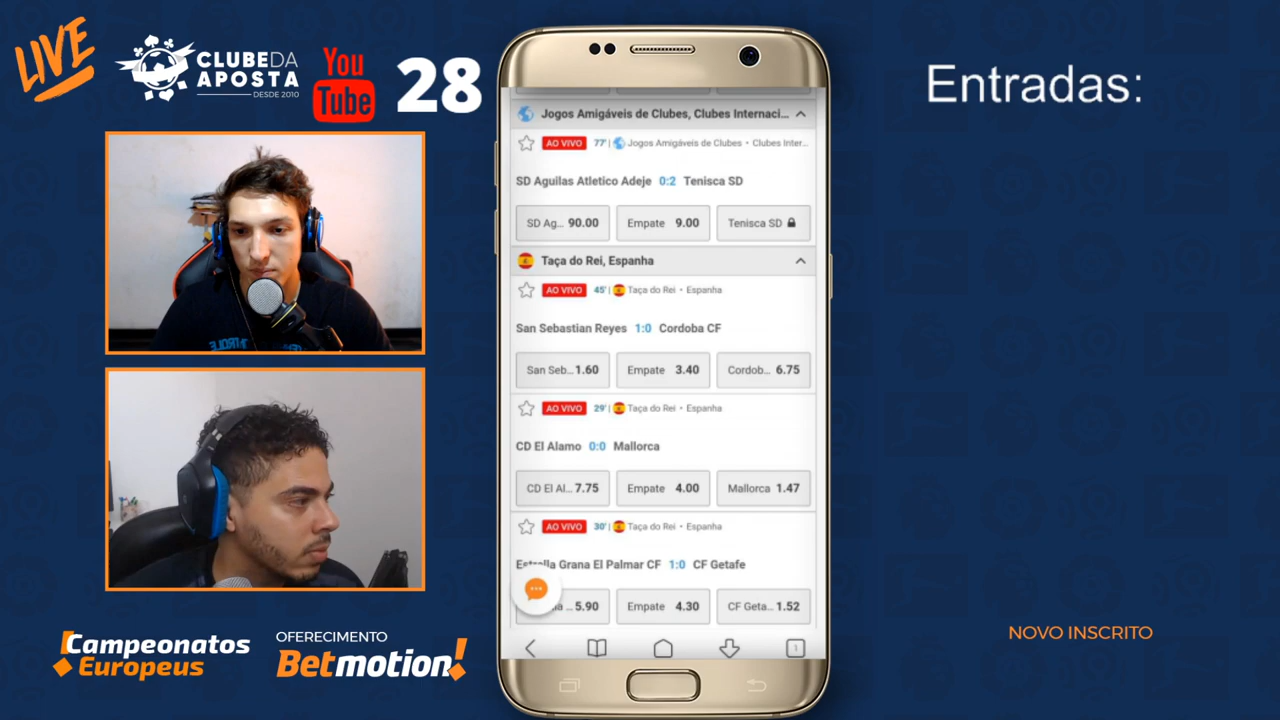 LIVE
CLUBEDA
APOSTA
DESDE 2010
You
Tube
28
Entradas:
Jogos Amigáveis de Clubes, Clubes Internaci...
AO VIVO 77' | Jogos Amigáveis de Clubes • Clubes Inter...
SD Aguilas Atletico Adeje 0:2 Tenisca SD
SD Ag... 90.00 Empate 9.00 Tenisca SD
Taça do Rei, Espanha
AO VIVO 45' | Taça do Rei • Espanha
San Sebastian Reyes 1:0 Cordoba CF
San Seb... 1.60 Empate 3.40 Cordob... 6.75
AO VIVO 29' | Taça do Rei • Espanha
CD El Alamo 0:0 Mallorca
CD El Al... 7.75 Empate 4.00 Mallorca 1.47
AO VIVO 30' | Taça do Rei • Espanha
Estrella Grana El Palmar CF 1:0 CF Getafe
5.90 Empate 4.30 CF Geta... 1.52
1
Campeonatos
Europeus
OFERECIMENTO
Betmotion!
NOVO INSCRITO